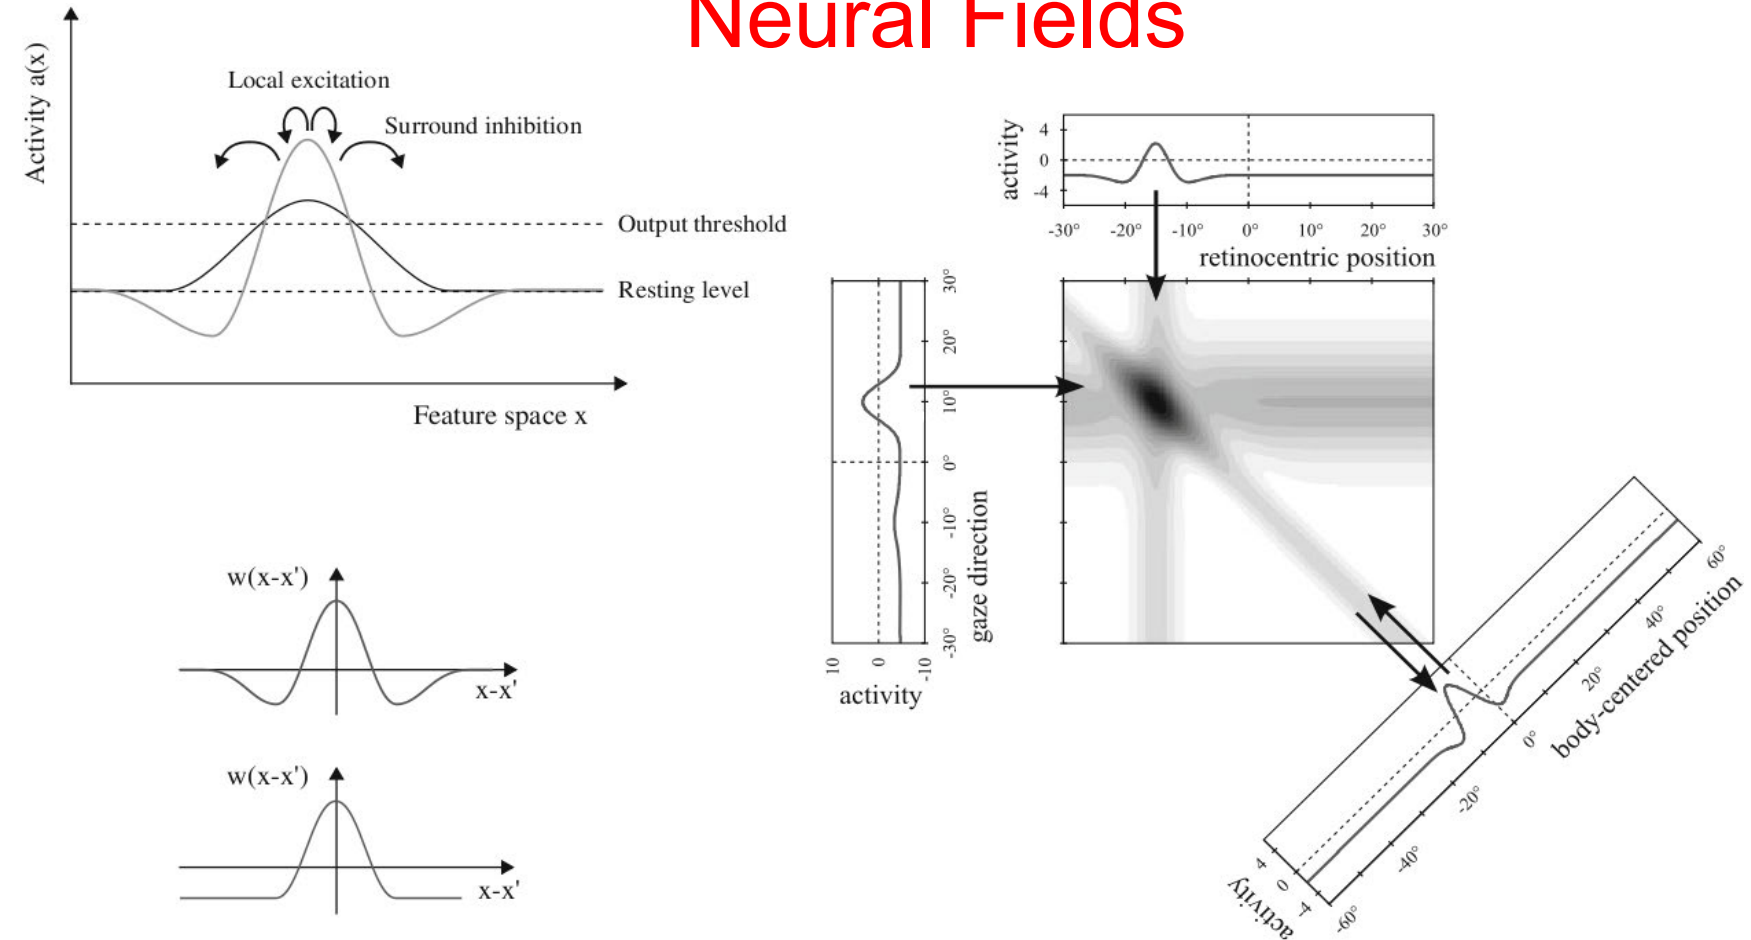 Neural Fields
Activity a(x)
Local excitation
Surround inhibition
Output threshold
Resting level
Feature space x
w(x-x')
x-x'
w(x-x')
x-x'
activity
4
0
-4
-30° -20° -10° 0° 10° 20° 30°
retinocentric position
30°
20°
10°
0°
-10°
-20°
-30°
gaze direction
10 0 -10
activity
60°
40°
20°
0°
-20°
-40°
-60°
body-centered position
4
0
-4
activity